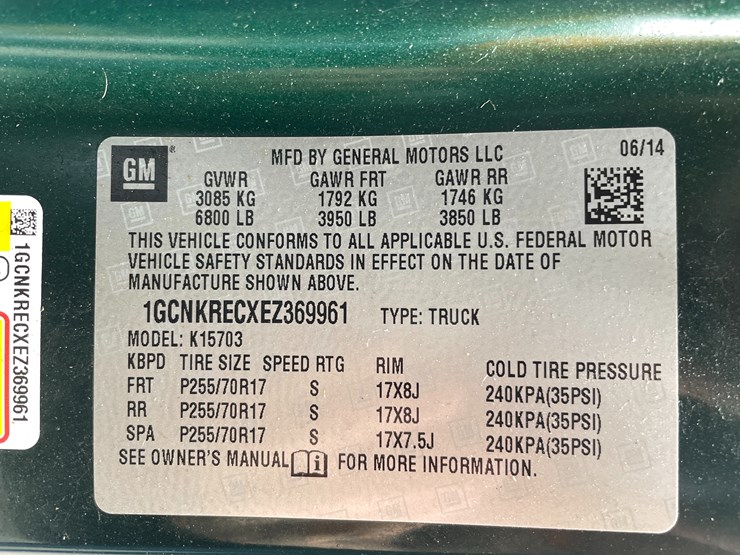 GM
MFD BY GENERAL MOTORS LLC 06/14
GVWR GAWR FRT GAWR RR
3085 KG 1792 KG 1746 KG
6800 LB 3950 LB 3850 LB
THIS VEHICLE CONFORMS TO ALL APPLICABLE U.S. FEDERAL MOTOR
VEHICLE SAFETY STANDARDS IN EFFECT ON THE DATE OF
MANUFACTURE SHOWN ABOVE.
1GCNKRECXEZ369961 TYPE: TRUCK
MODEL: K15703
KBPD TIRE SIZE SPEED RTG RIM COLD TIRE PRESSURE
FRT P255/70R17 S 17X8J 240KPA(35PSI)
RR P255/70R17 S 17X8J 240KPA(35PSI)
SPA P255/70R17 S 17X7.5J 240KPA(35PSI)
SEE OWNER'S MANUAL i FOR MORE INFORMATION.
1GCNKRECXEZ369961